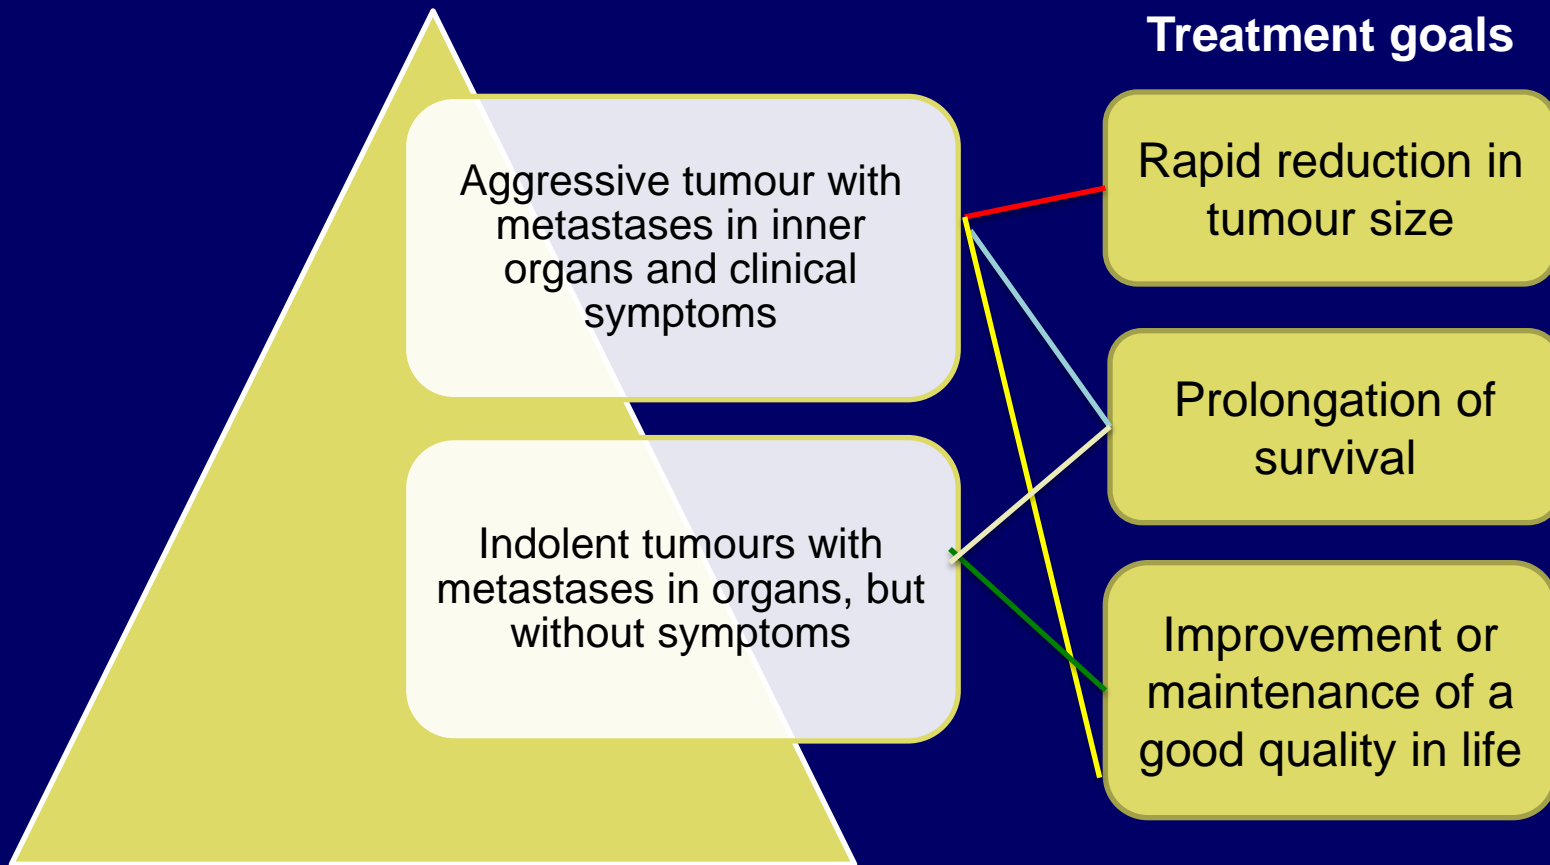 Treatment goals
Aggressive tumour with
metastases in inner
organs and clinical
symptoms
Indolent tumours with
metastases in organs, but
without symptoms
Rapid reduction in
tumour size
Prolongation of
survival
Improvement or
maintenance of a
good quality in life